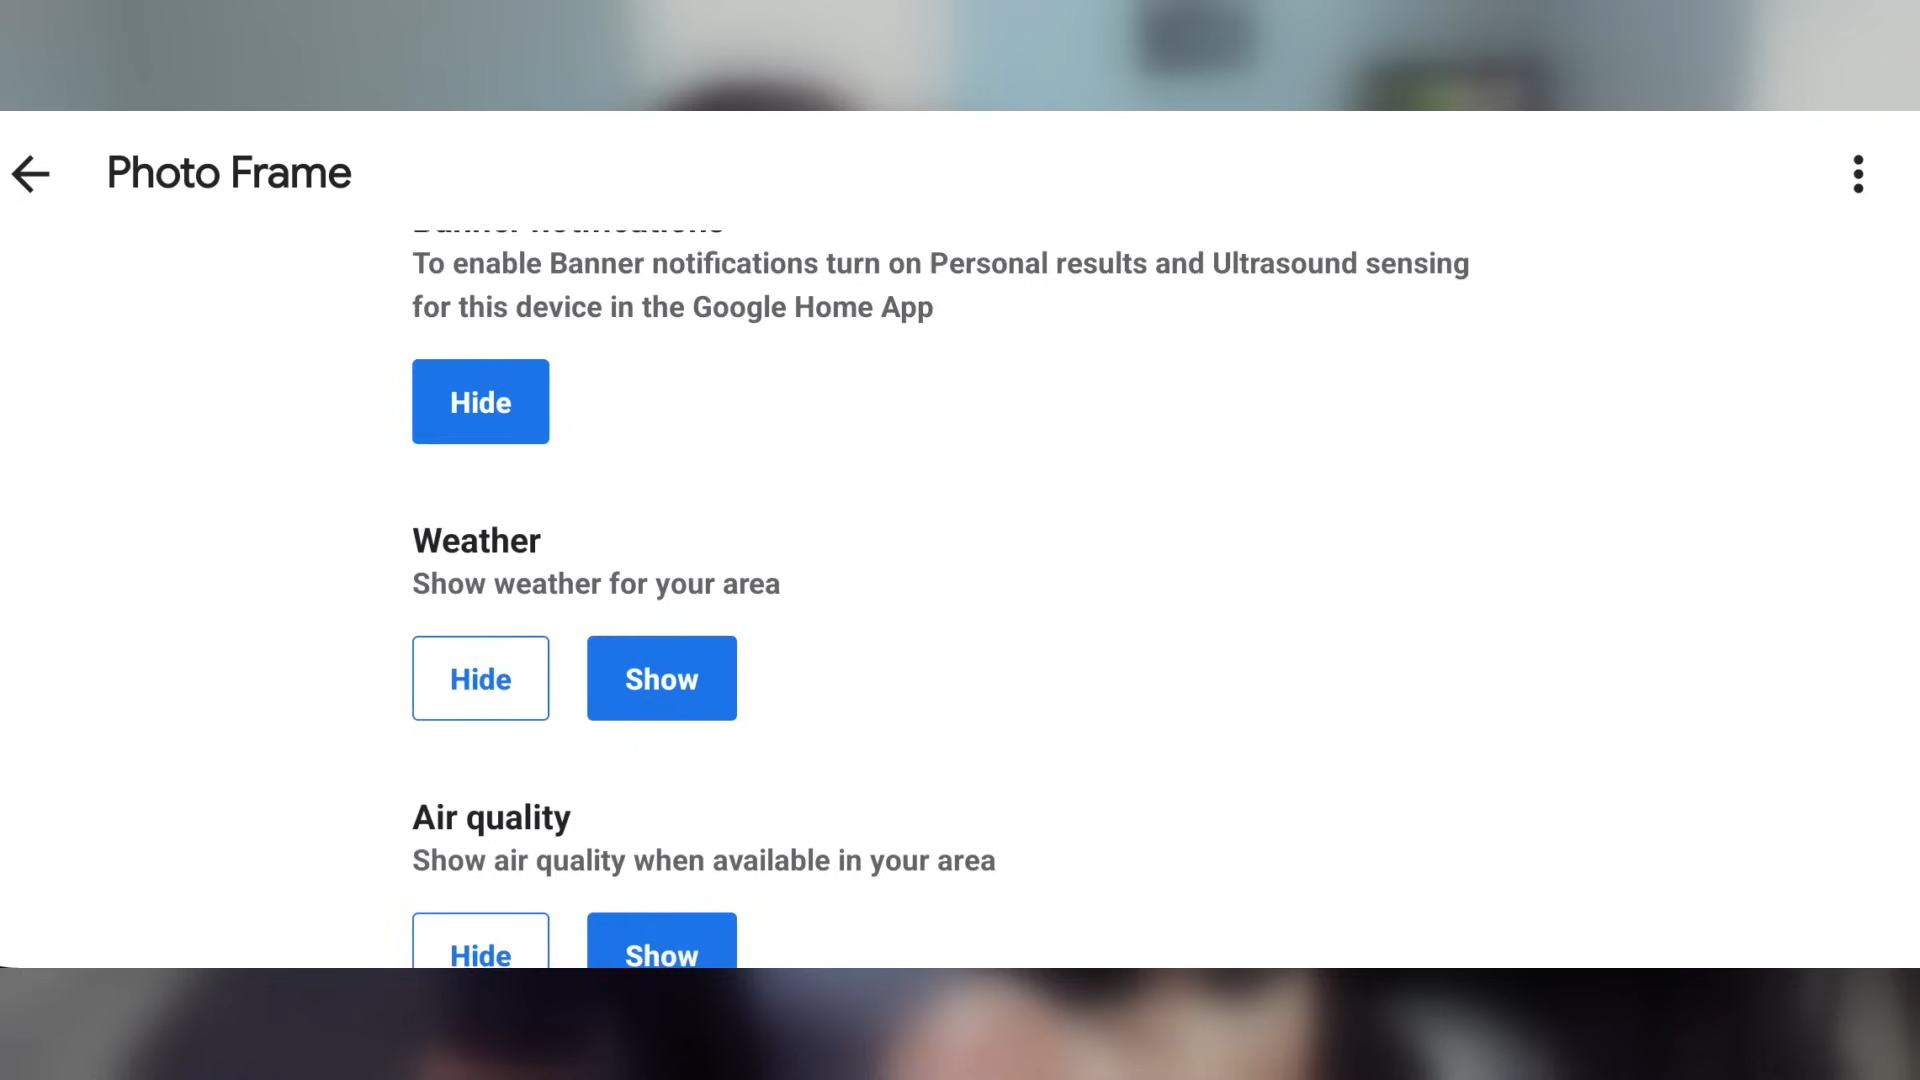 Photo Frame
Banner notifications
To enable Banner notifications turn on Personal results and Ultrasound sensing
for this device in the Google Home App
Hide
Weather
Show weather for your area
Hide Show
Air quality
Show air quality when available in your area
Hide Show